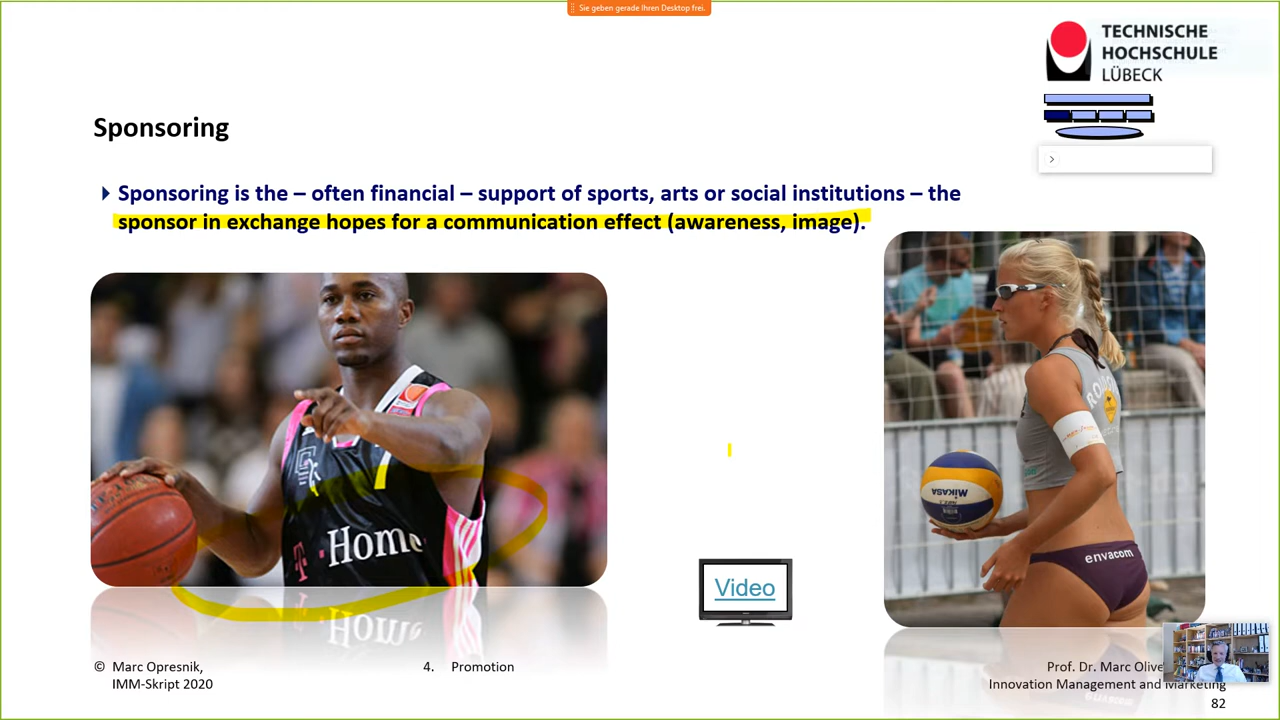 Sie geben gerade Ihren Desktop frei.
TECHNISCHE
HOCHSCHULE
LÜBECK
Sponsoring
Sponsoring is the – often financial – support of sports, arts or social institutions – the
sponsor in exchange hopes for a communication effect (awareness, image).
T · Home
MIKASA
envacom
Video
© Marc Opresnik,
IMM-Skript 2020
4. Promotion
Prof. Dr. Marc
Innovation Management and Marketing
82